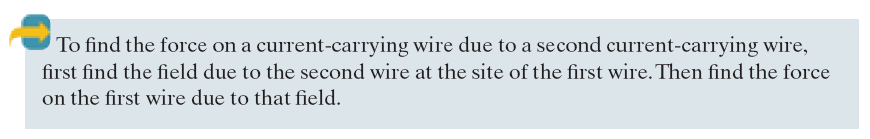 To find the force on a current-carrying wire due to a second current-carrying wire,
first find the field due to the second wire at the site of the first wire. Then find the force
on the first wire due to that field.